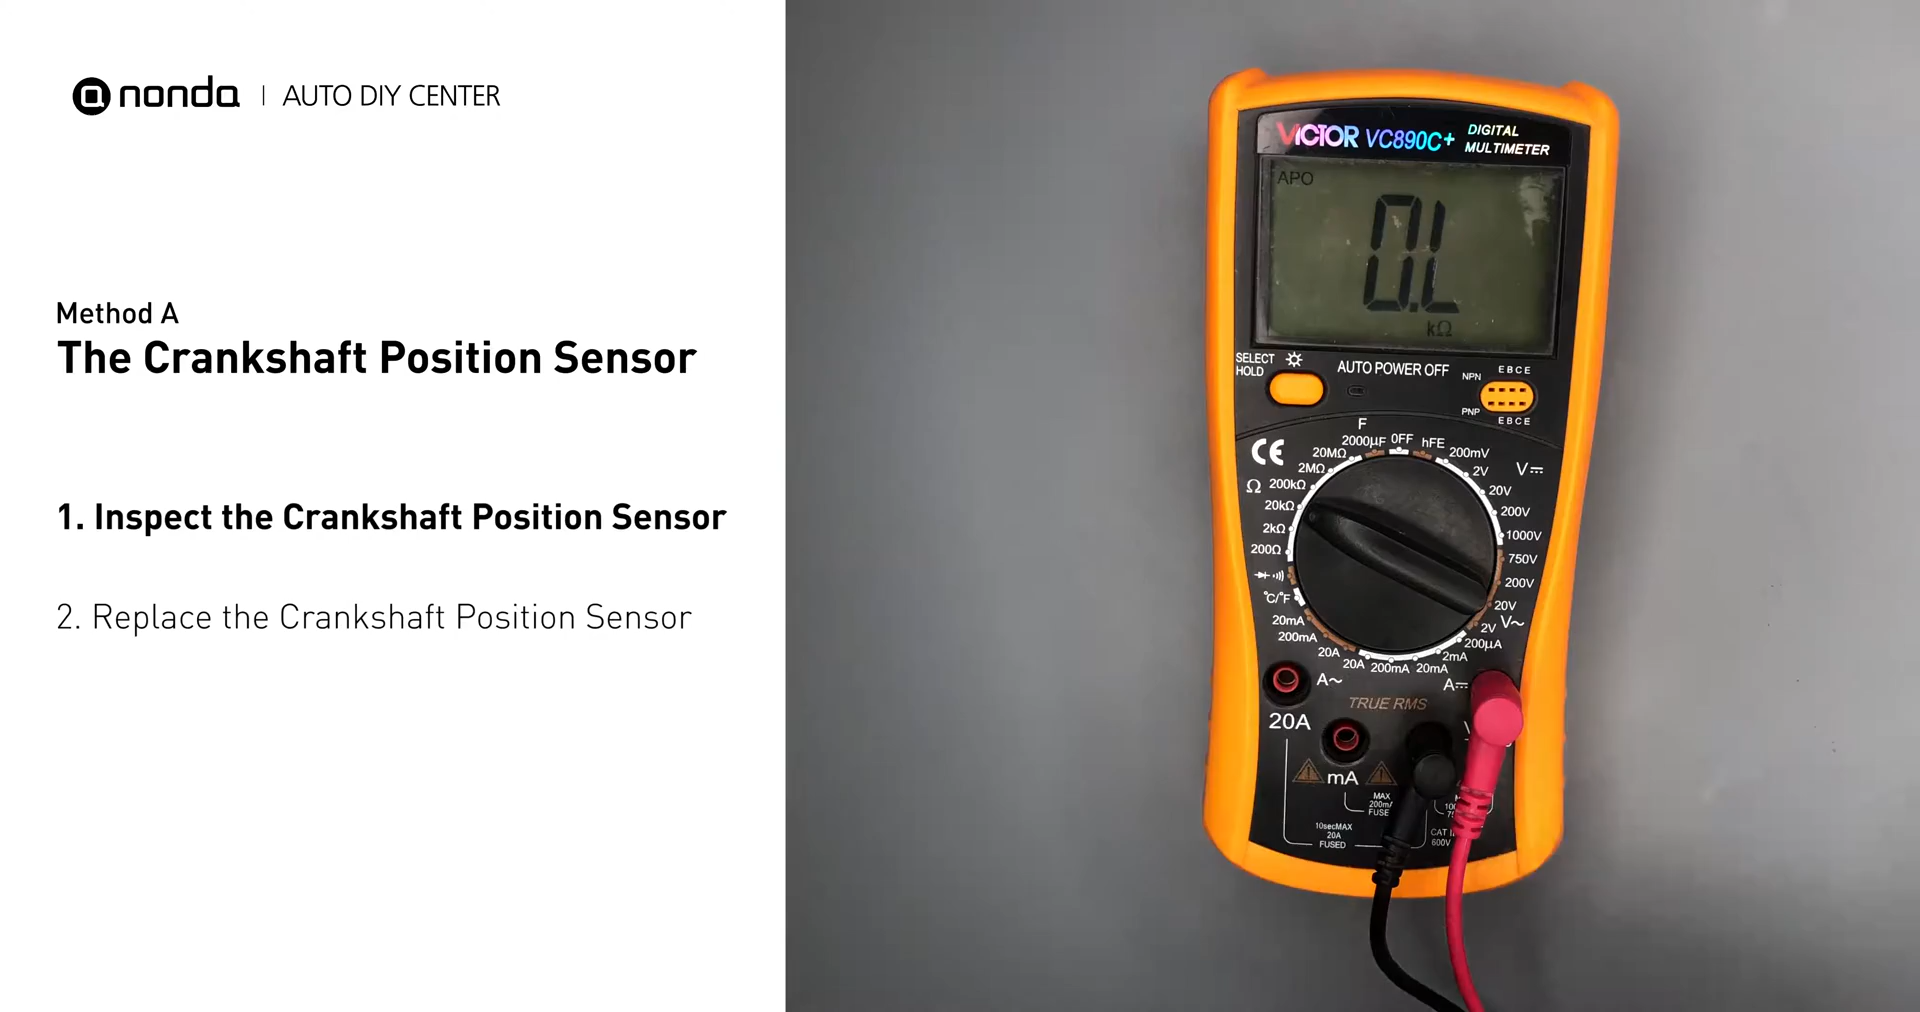 nonda | AUTO DIY CENTER
Method A
The Crankshaft Position Sensor
1. Inspect the Crankshaft Position Sensor
2. Replace the Crankshaft Position Sensor
VICTOR VC890C+ DIGITAL
MULTIMETER
APO
0.L
kΩ
SELECT
HOLD
AUTO POWER OFF
NPN
EBCE
PNP
EBCE
CE
F
2000μF
OFF
hFE
200mV
2V
V⎓
20V
200V
1000V
750V
200V
20V
2V
V~
200μA
2mA
20mA
200mA
20A
A⎓
20MΩ
2MΩ
Ω
200kΩ
20kΩ
2kΩ
200Ω
°C/°F
20mA
200mA
20A
A~
TRUE RMS
20A
mA
MAX
200mA
FUSE
10secMAX
20A
FUSED
CAT
600V